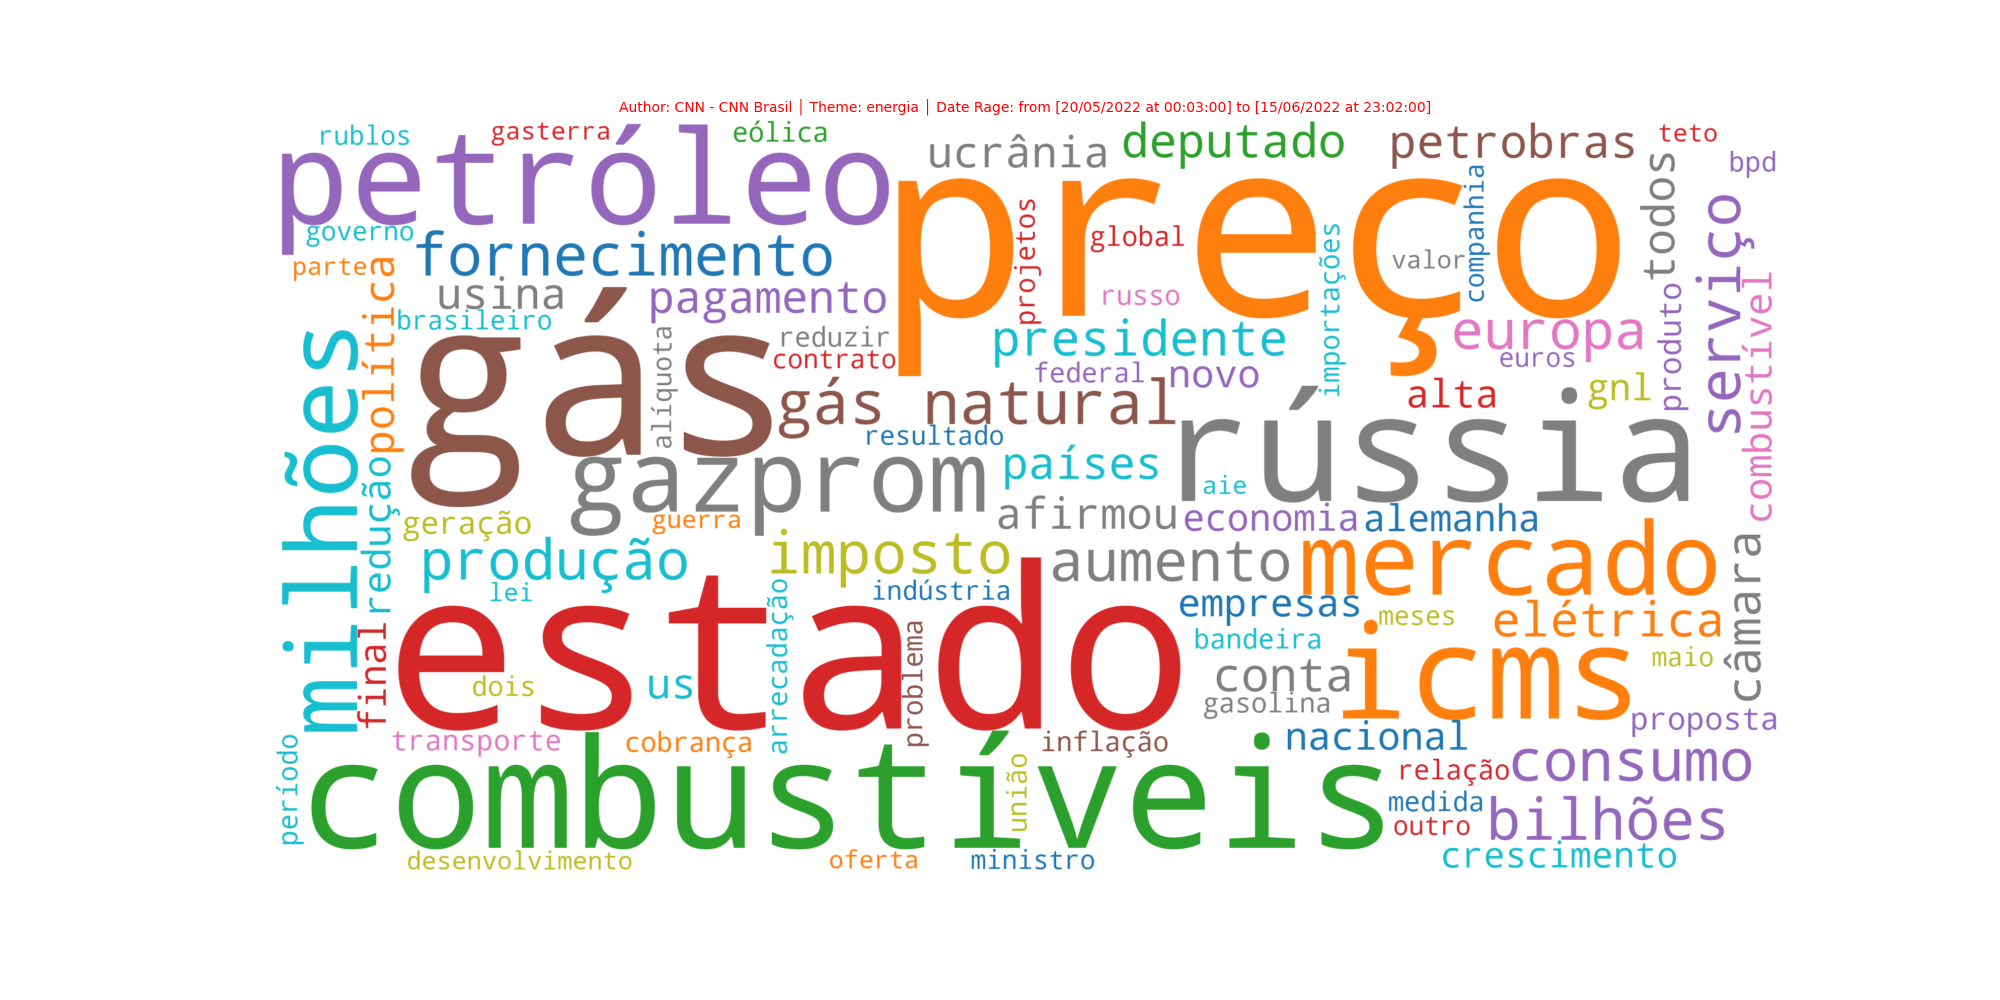 Author: CNN - CNN Brasil | Theme: energia | Date Rage: from [20/05/2022 at 00:03:00] to [15/06/2022 at 23:02:00]
rublos
gasterra
eólica
petróleo
ucrânia
deputado
petrobras
teto
bpd
preço
todos
serviço
companhia
governo
fornecimento
parte
política
projetos
global
importações
valor
usina
pagamento
russo
produto
combustível
brasileiro
gás
alíquota
reduzir
contrato
presidente
europa
euros
milhões
federal
novo
alta
gnl
gás natural
rússia
resultado
redução
gazprom
países
aie
geração
guerra
afirmou
economia
alemanha
produção
imposto
aumento
mercado
câmara
lei
indústria
empresas
meses
elétrica
estado
arrecadação
problema
bandeira
icms
maio
final
dois
us
conta
gasolina
proposta
período
transporte
cobrança
inflação
nacional
combustíveis
união
relação
consumo
medida
outro
bilhões
desenvolvimento
oferta
ministro
crescimento